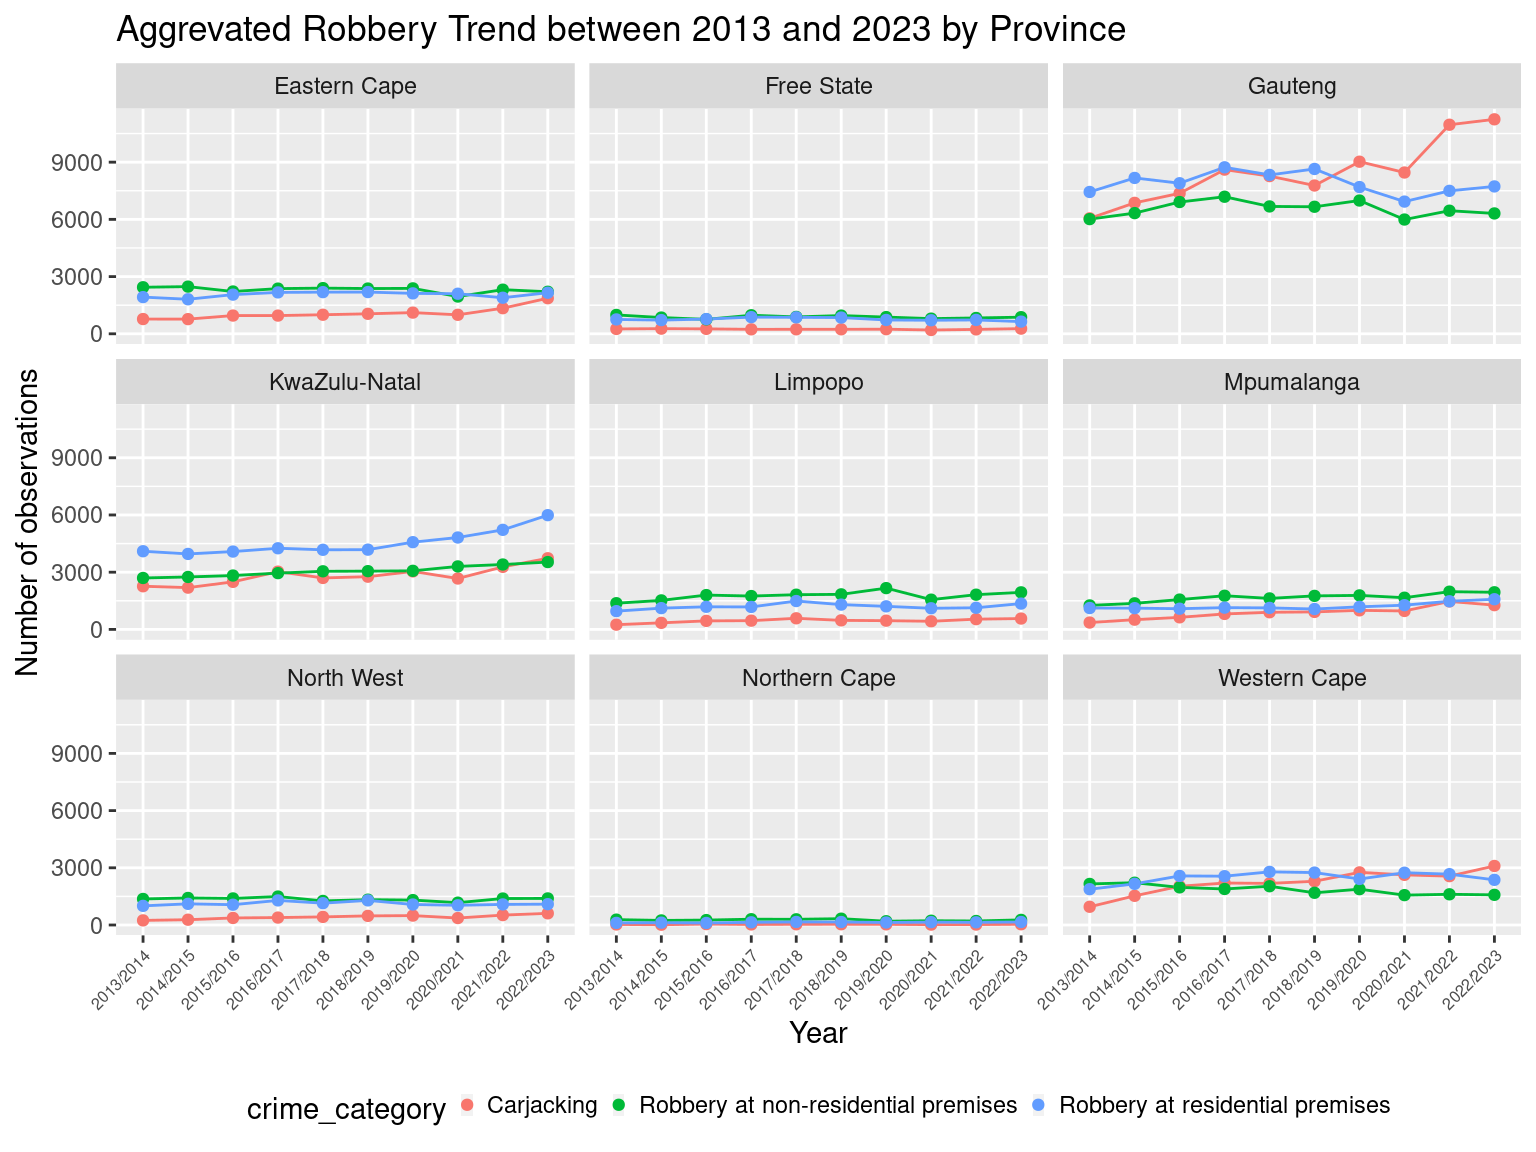 Aggrevated Robbery Trend between 2013 and 2023 by Province
Eastern Cape
Free State
Gauteng
9000
6000
3000
0
KwaZulu-Natal
Limpopo
Mpumalanga
9000
6000
3000
0
Number of observations
North West
Northern Cape
Western Cape
9000
6000
3000
0
2013/2014 2014/2015 2015/2016 2016/2017 2017/2018 2018/2019 2019/2020 2020/2021 2021/2022 2022/2023
2013/2014 2014/2015 2015/2016 2016/2017 2017/2018 2018/2019 2019/2020 2020/2021 2021/2022 2022/2023
2013/2014 2014/2015 2015/2016 2016/2017 2017/2018 2018/2019 2019/2020 2020/2021 2021/2022 2022/2023
Year
crime_category Carjacking Robbery at non-residential premises Robbery at residential premises